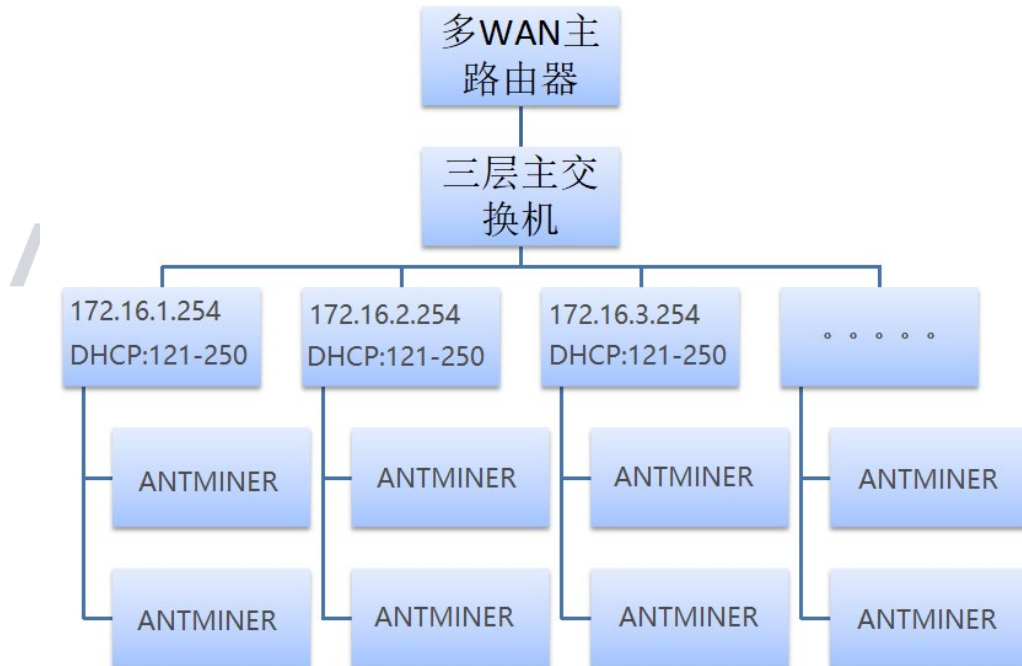 多WAN主
路由器
三层主交
换机
172.16.1.254
DHCP:121-250
172.16.2.254
DHCP:121-250
172.16.3.254
DHCP:121-250
。。。。。
ANTMINER
ANTMINER
ANTMINER
ANTMINER
ANTMINER
ANTMINER
ANTMINER
ANTMINER